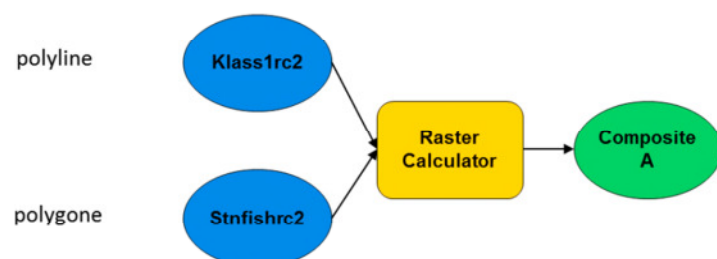 polyline
Klass1rc2
Raster
Calculator
Composite
A
polygone
Stnfishrc2